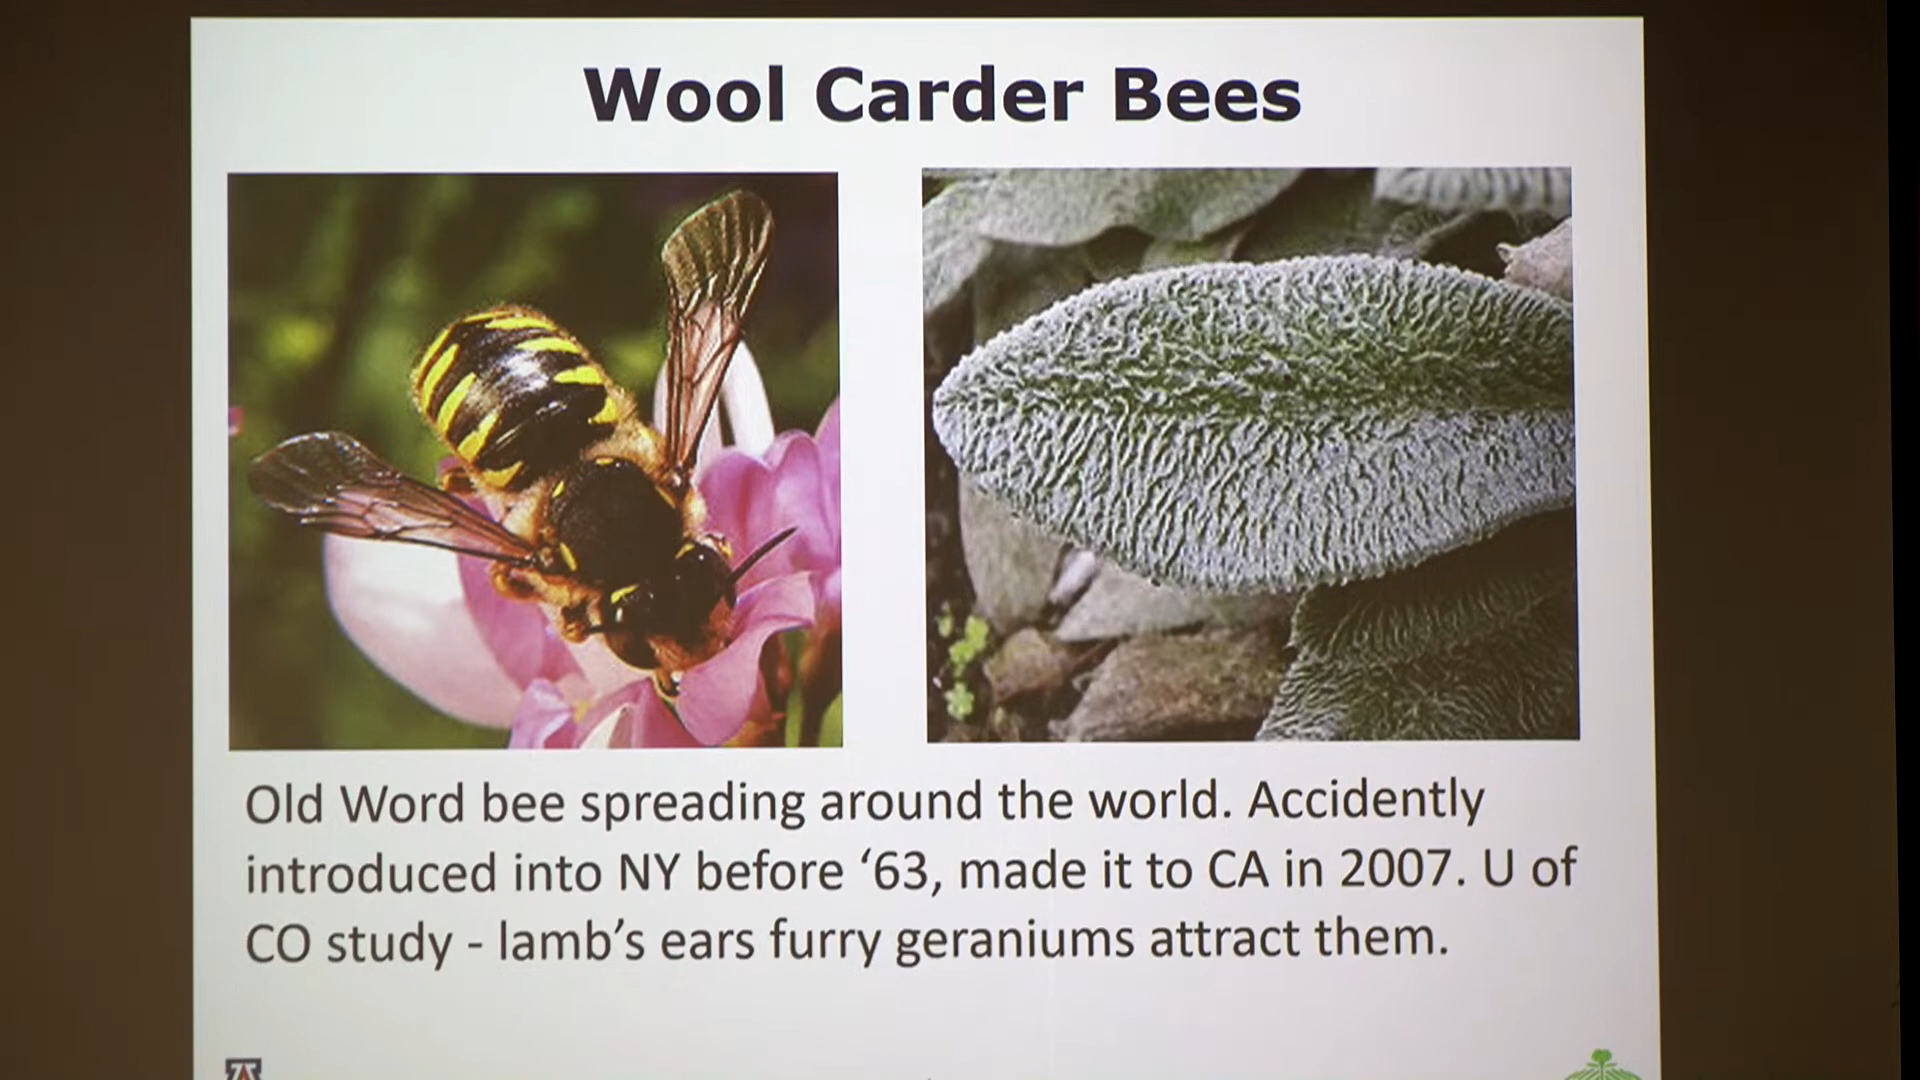 Wool Carder Bees
Old Word bee spreading around the world. Accidently
introduced into NY before ‘63, made it to CA in 2007. U of
CO study - lamb’s ears furry geraniums attract them.